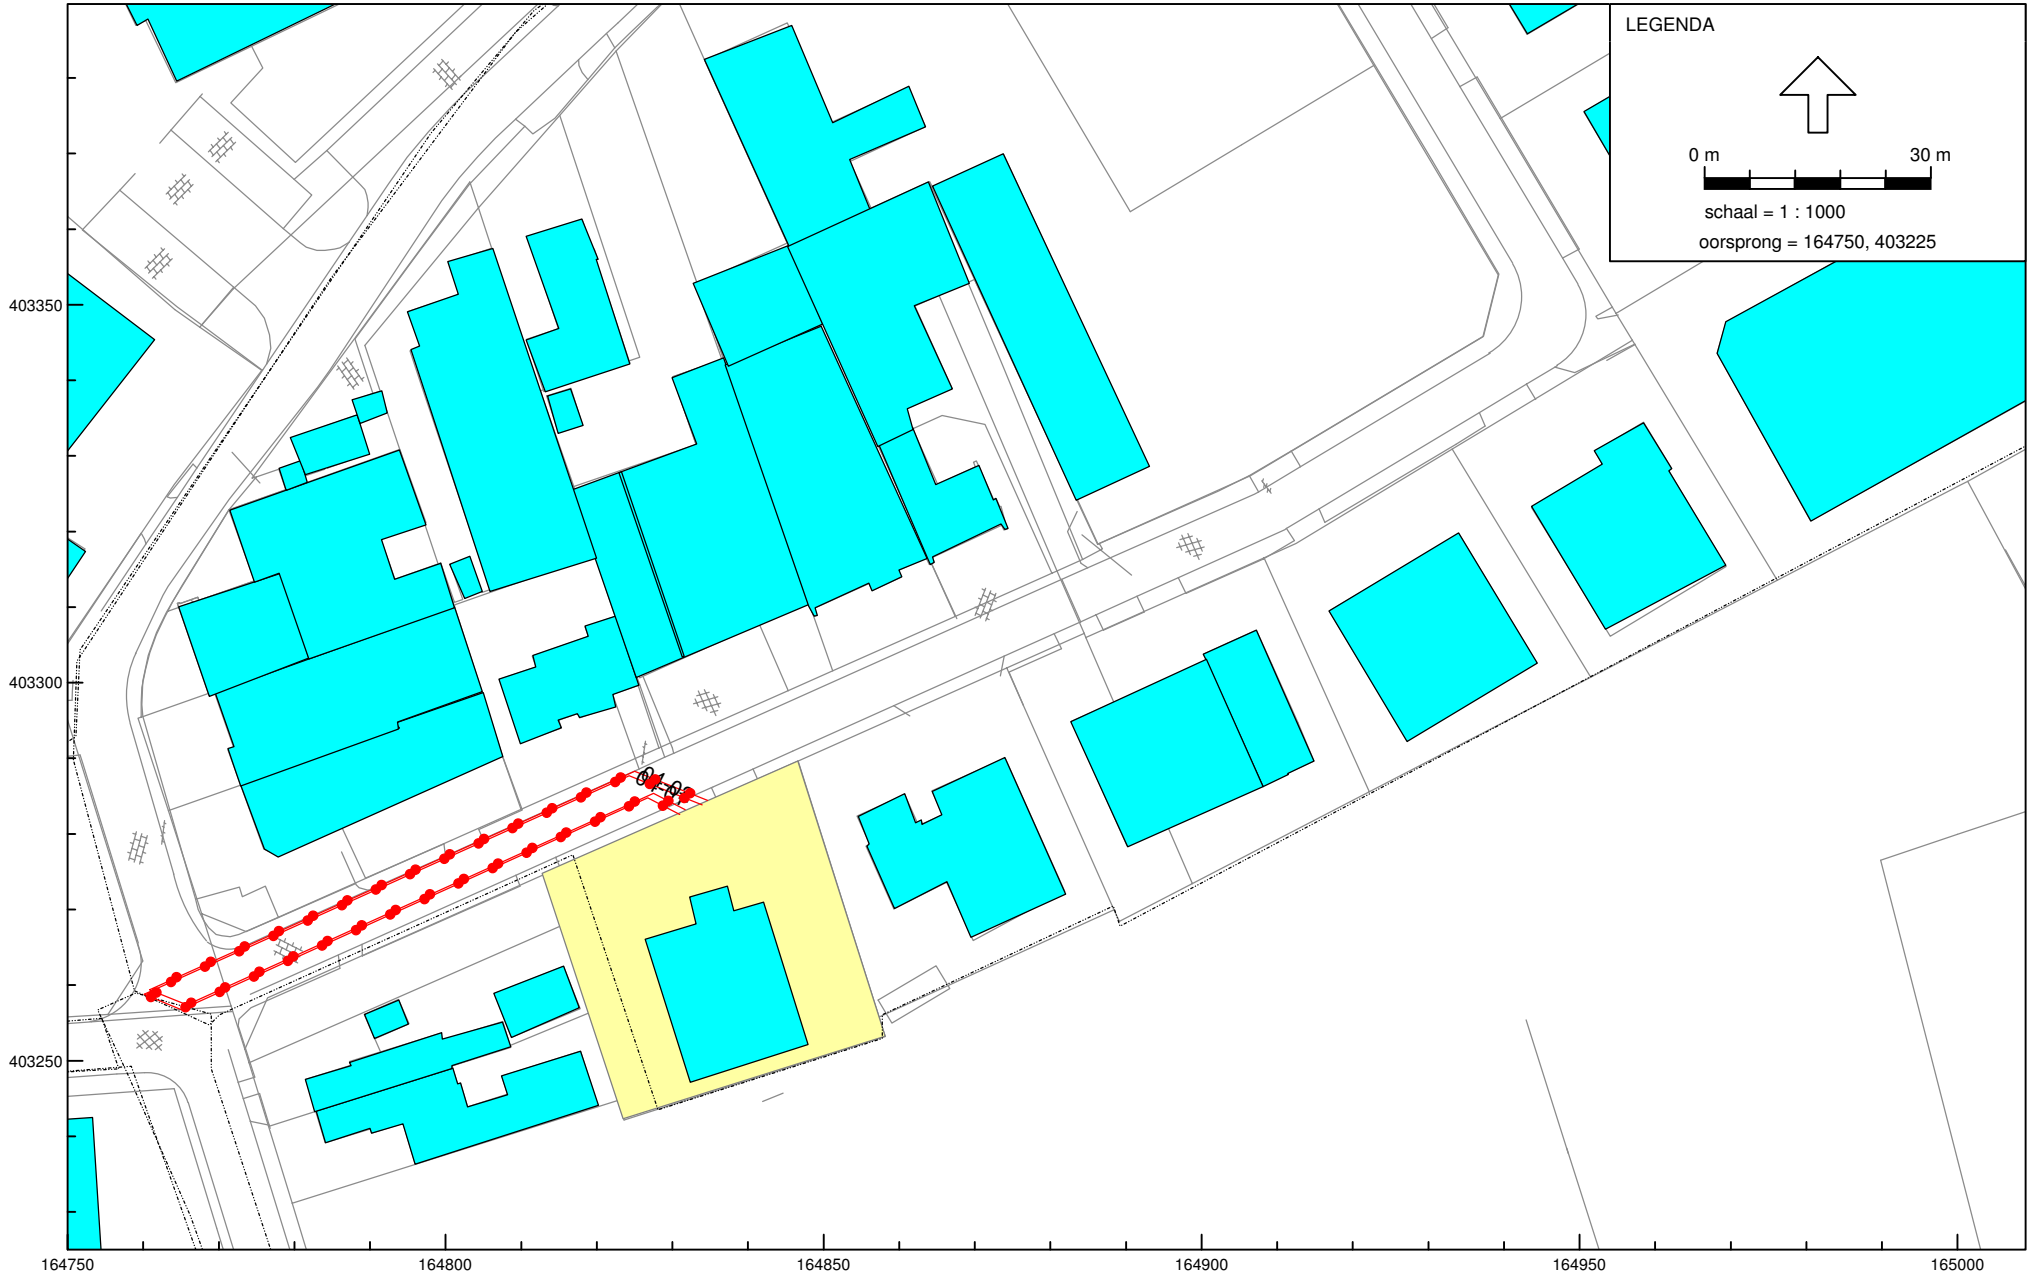 LEGENDA
0 m 30 m
schaal = 1 : 1000
oorsprong = 164750, 403225
403350
403300
403250
164750 164800 164850 164900 164950 165000